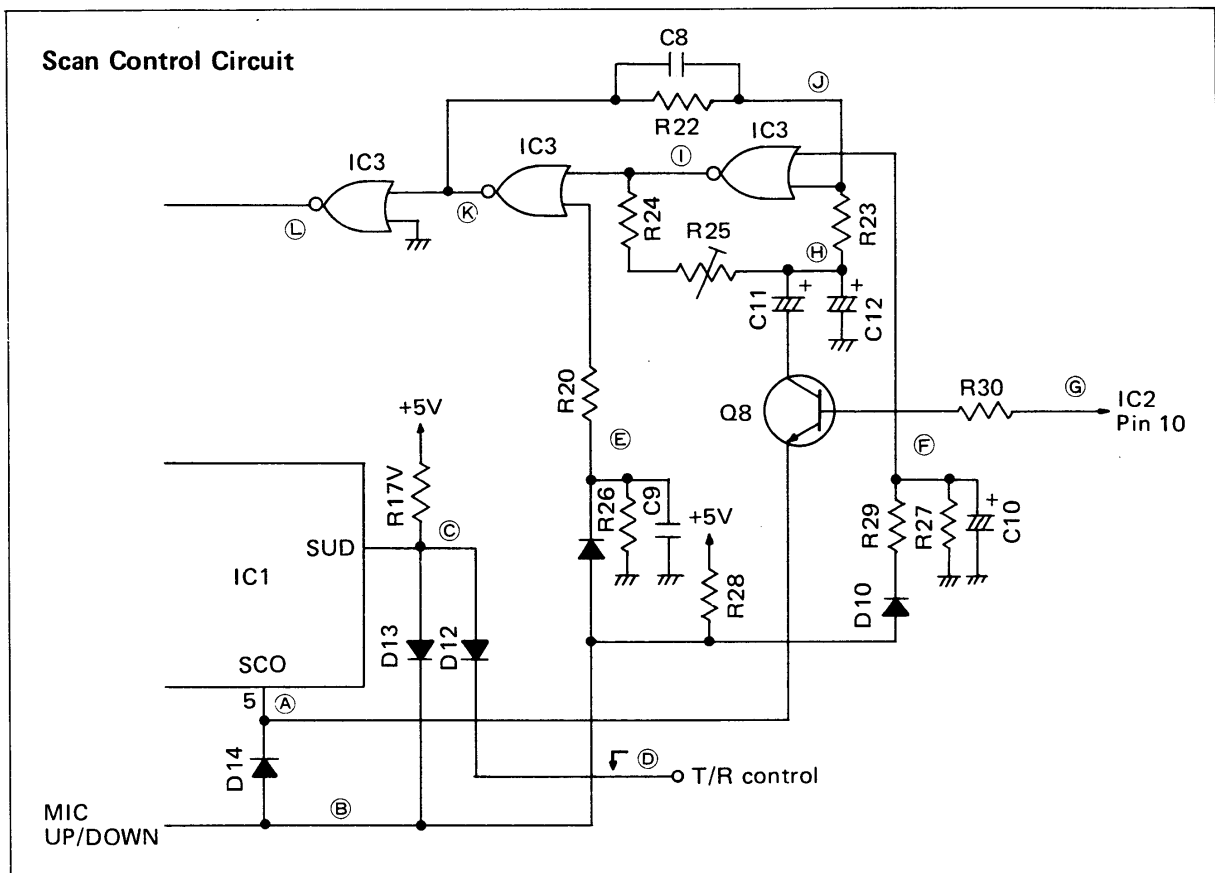 Scan Control Circuit
C8
Ⓙ
R22
IC3
IC3
IC3
Ⓘ
Ⓚ
Ⓛ
R24
R25
R23
Ⓗ
C11
+
+
C12
R20
Q8
R30
Ⓖ
IC2
Pin 10
+5V
Ⓔ
Ⓕ
R17V
R26
C9
+5V
R29
R27
+
C10
Ⓒ
SUD
IC1
R28
D13
D12
D10
SCO
5
Ⓐ
D14
Ⓓ
T/R control
MIC
UP/DOWN
Ⓑ